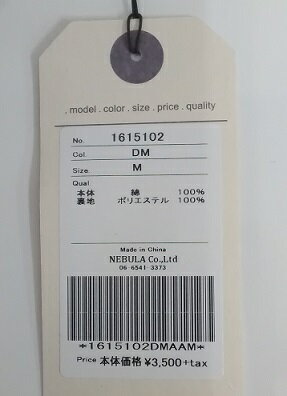 . model . color . size . price . quality
No. 1615102
Col. DM
Size. M
Qual
本体 綿 100%
裏地 ポリエステル 100%
Made in China
NEBULA Co.,Ltd
06-6541-3373
*1615102DMAAM*
Price 本体価格 ¥3,500+tax